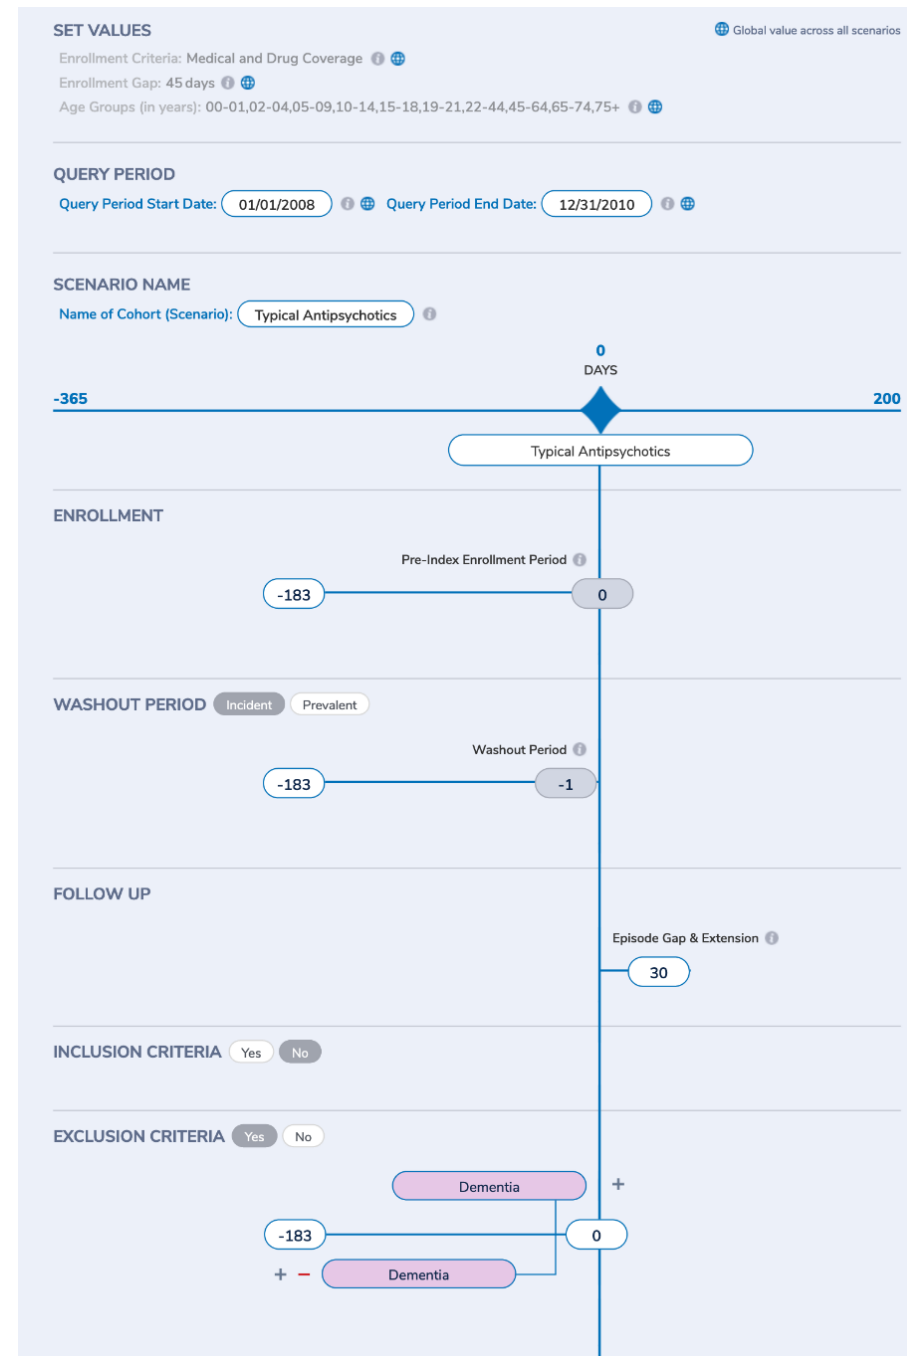 SET VALUES
Global value across all scenarios
Enrollment Criteria: Medical and Drug Coverage i
Enrollment Gap: 45 days i
Age Groups (in years): 00-01,02-04,05-09,10-14,15-18,19-21,22-44,45-64,65-74,75+ i
QUERY PERIOD
Query Period Start Date: 01/01/2008 i Query Period End Date: 12/31/2010 i
SCENARIO NAME
Name of Cohort (Scenario): Typical Antipsychotics i
0
DAYS
-365 200
Typical Antipsychotics
ENROLLMENT
Pre-Index Enrollment Period i
-183 0
WASHOUT PERIOD Incident Prevalent
Washout Period i
-183 -1
FOLLOW UP
Episode Gap & Extension i
30
INCLUSION CRITERIA Yes No
EXCLUSION CRITERIA Yes No
Dementia +
-183 0
+ − Dementia